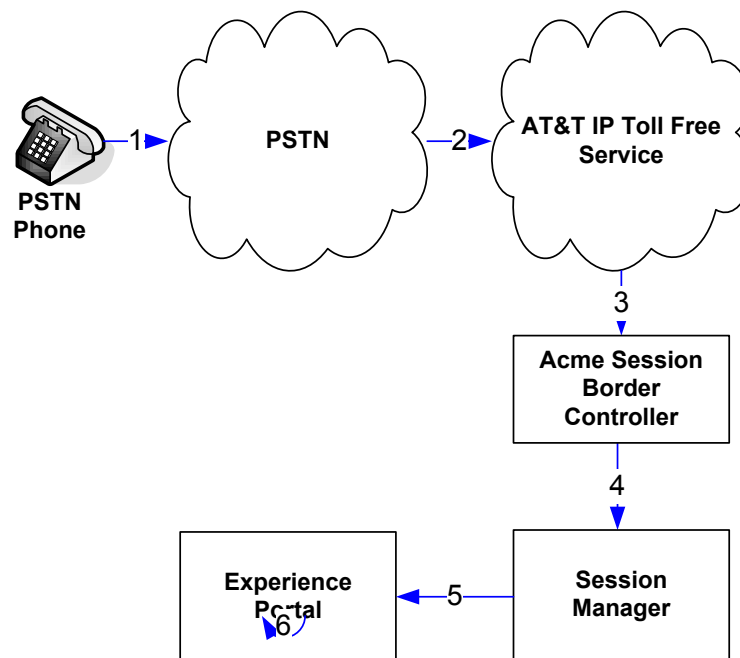 1
PSTN
2
AT&T IP Toll Free
Service
PSTN
Phone
3
Acme Session
Border
Controller
4
Experience
Portal
6
5
Session
Manager